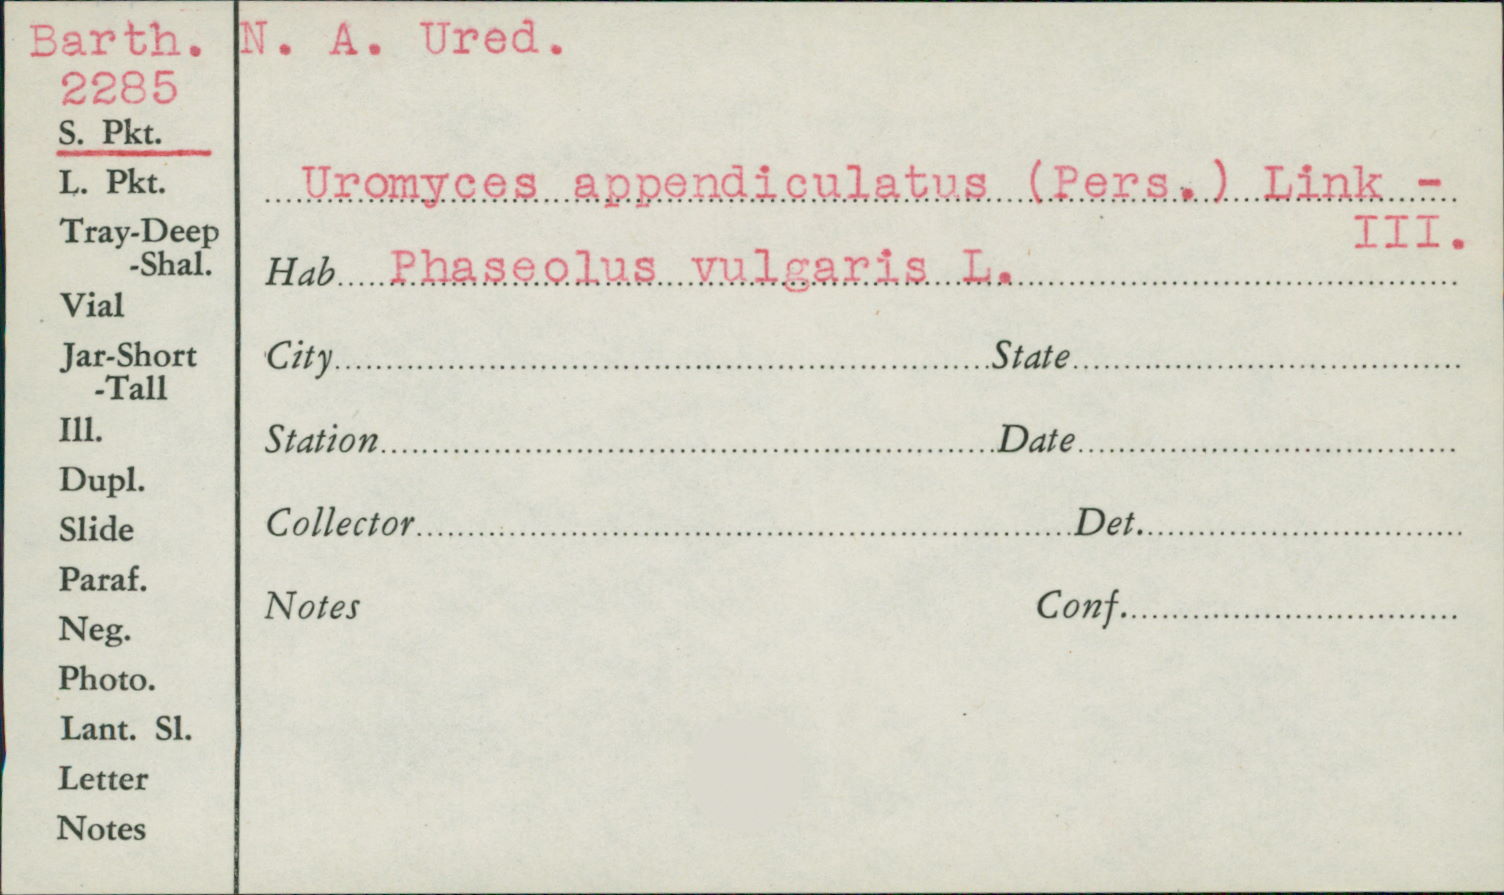 Barth. N. A. Ured.
2285
S. Pkt.
L. Pkt.
Tray-Deep
-Shal.
Vial
Jar-Short
-Tall
Ill.
Dupl.
Slide
Paraf.
Neg.
Photo.
Lant. Sl.
Letter
Notes
Uromyces appendiculatus (Pers.) Link -
III.
Hab Phaseolus vulgaris L.
City State
Station Date
Collector Det.
Notes Conf.